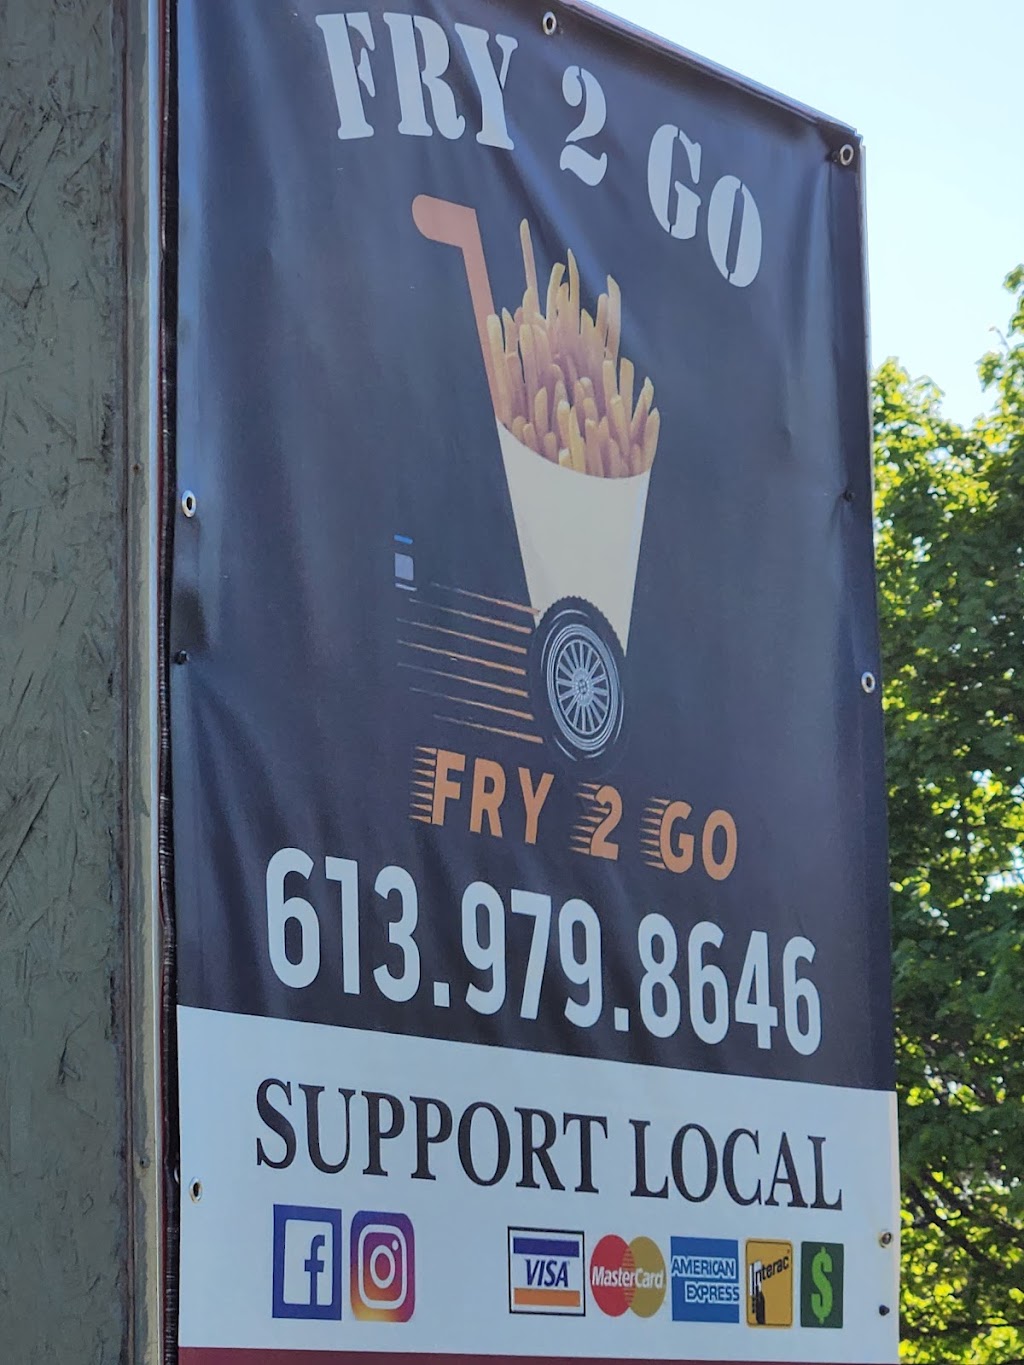 FRY 2 GO
FRY 2 GO
613.979.8646
SUPPORT LOCAL
f VISA MasterCard AMERICAN EXPRESS Interac $